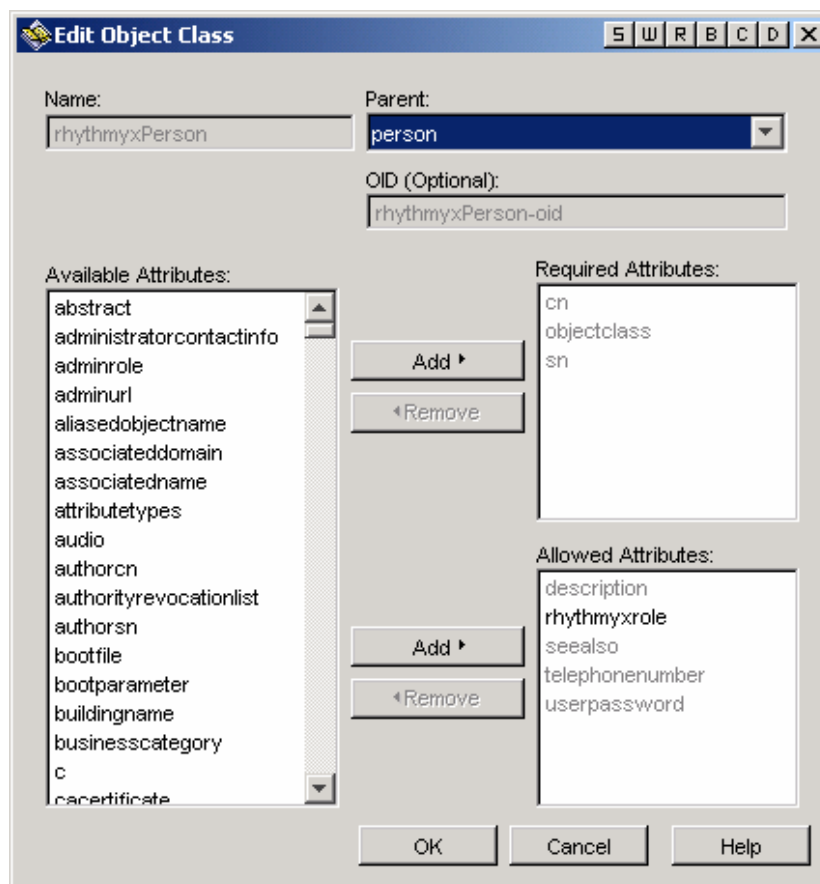 Edit Object Class
S W R B C D X
Name:
Parent:
rhythmyxPerson
person
OID (Optional):
rhythmyxPerson-oid
Available Attributes:
abstract
administratorcontactinfo
adminrole
adminurl
aliasedobjectname
associateddomain
associatedname
attributetypes
audio
authorcn
authorityrevocationlist
authorsn
bootfile
bootparameter
buildingname
businesscategory
c
cacertificate
Add
Remove
Add
Remove
Required Attributes:
cn
objectclass
sn
Allowed Attributes:
description
rhythmyxrole
seealso
telephonenumber
userpassword
OK
Cancel
Help